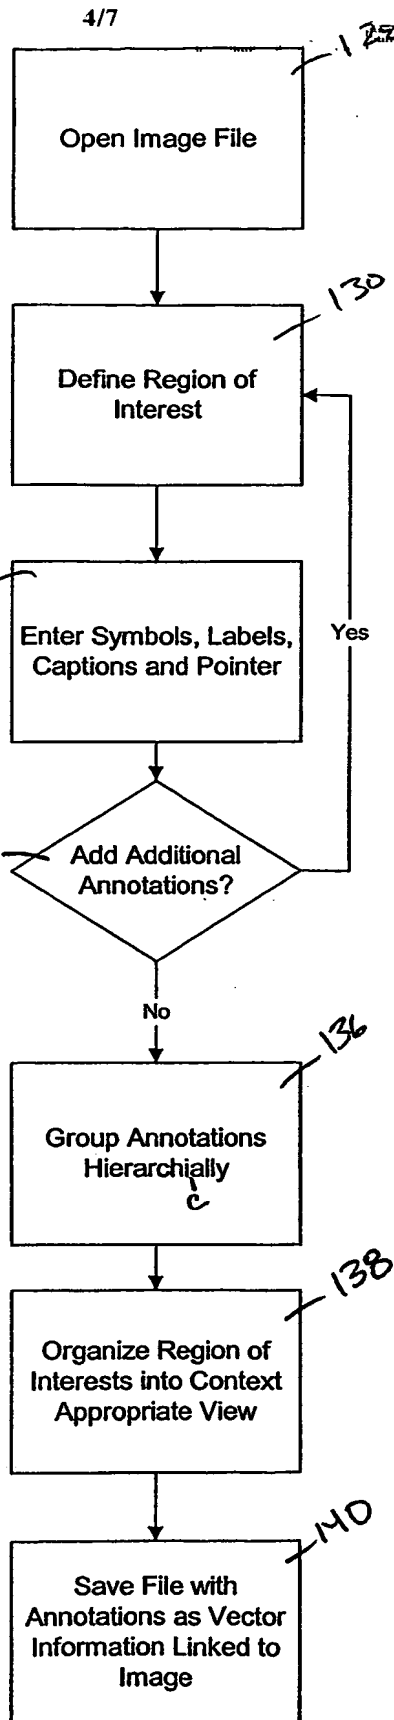 4/7
Open Image File
130
Define Region of
Interest
Enter Symbols, Labels,
Captions and Pointer
Yes
Add Additional
Annotations?
No
136
Group Annotations
Hierarchially
c
138
Organize Region of
Interests into Context
Appropriate View
140
Save File with
Annotations as Vector
Information Linked to
Image